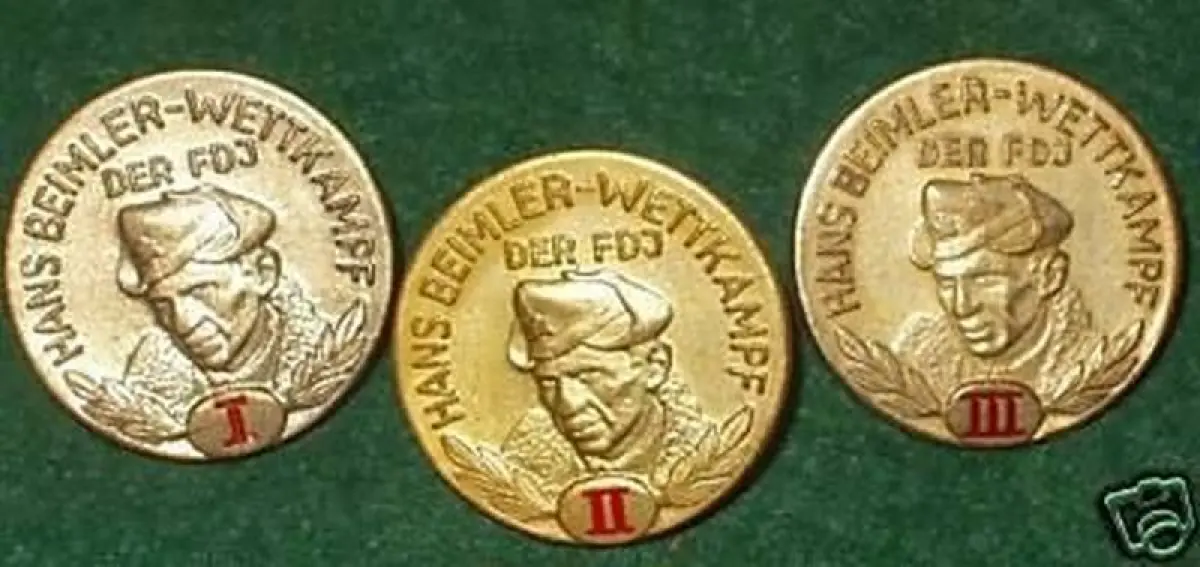 HANS BEIMLER-WETTKAMPF
DER FDJ
I
HANS BEIMLER-WETTKAMPF
DER FDJ
II
HANS BEIMLER-WETTKAMPF
DER FDJ
III